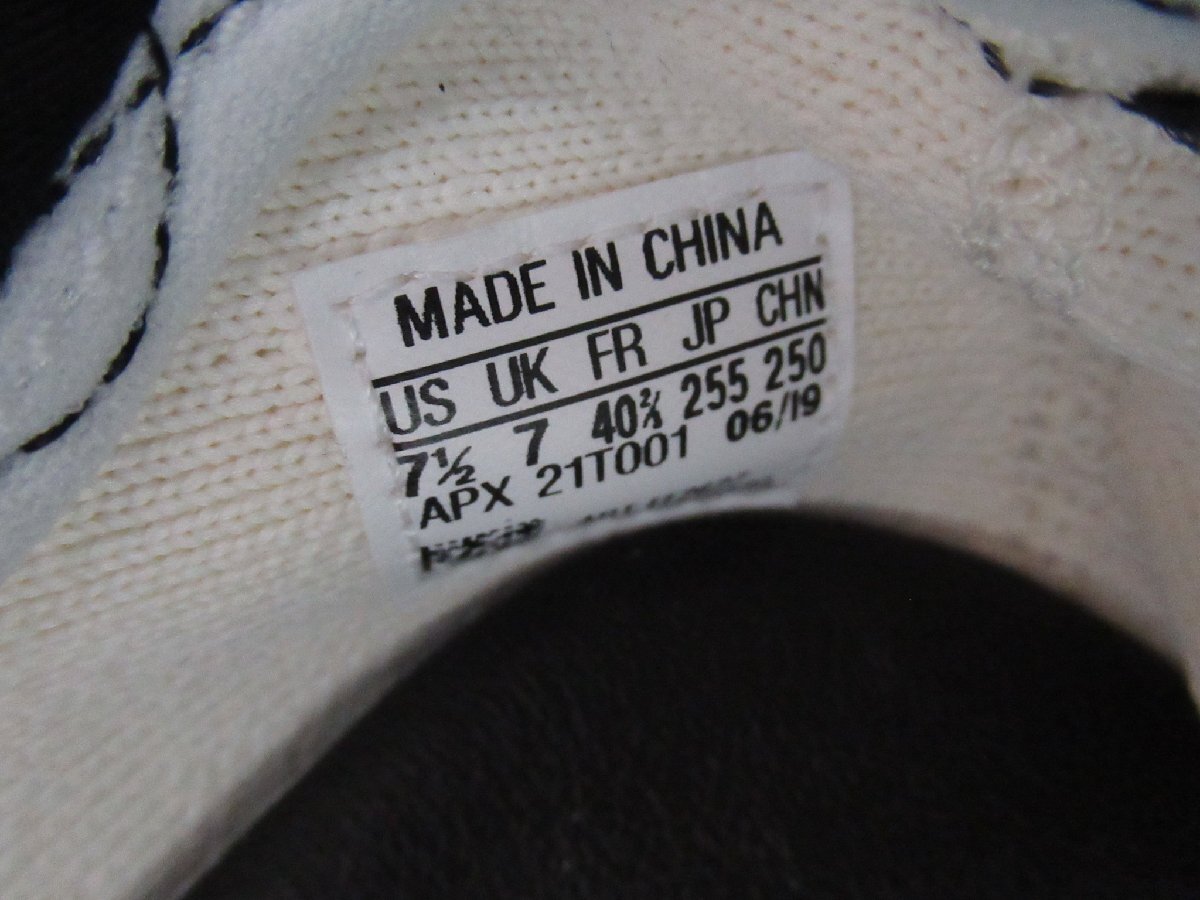 MADE IN CHINA
US UK FR JP CHN
7½ 7 40⅔ 255 250
APX 21T001 06/19